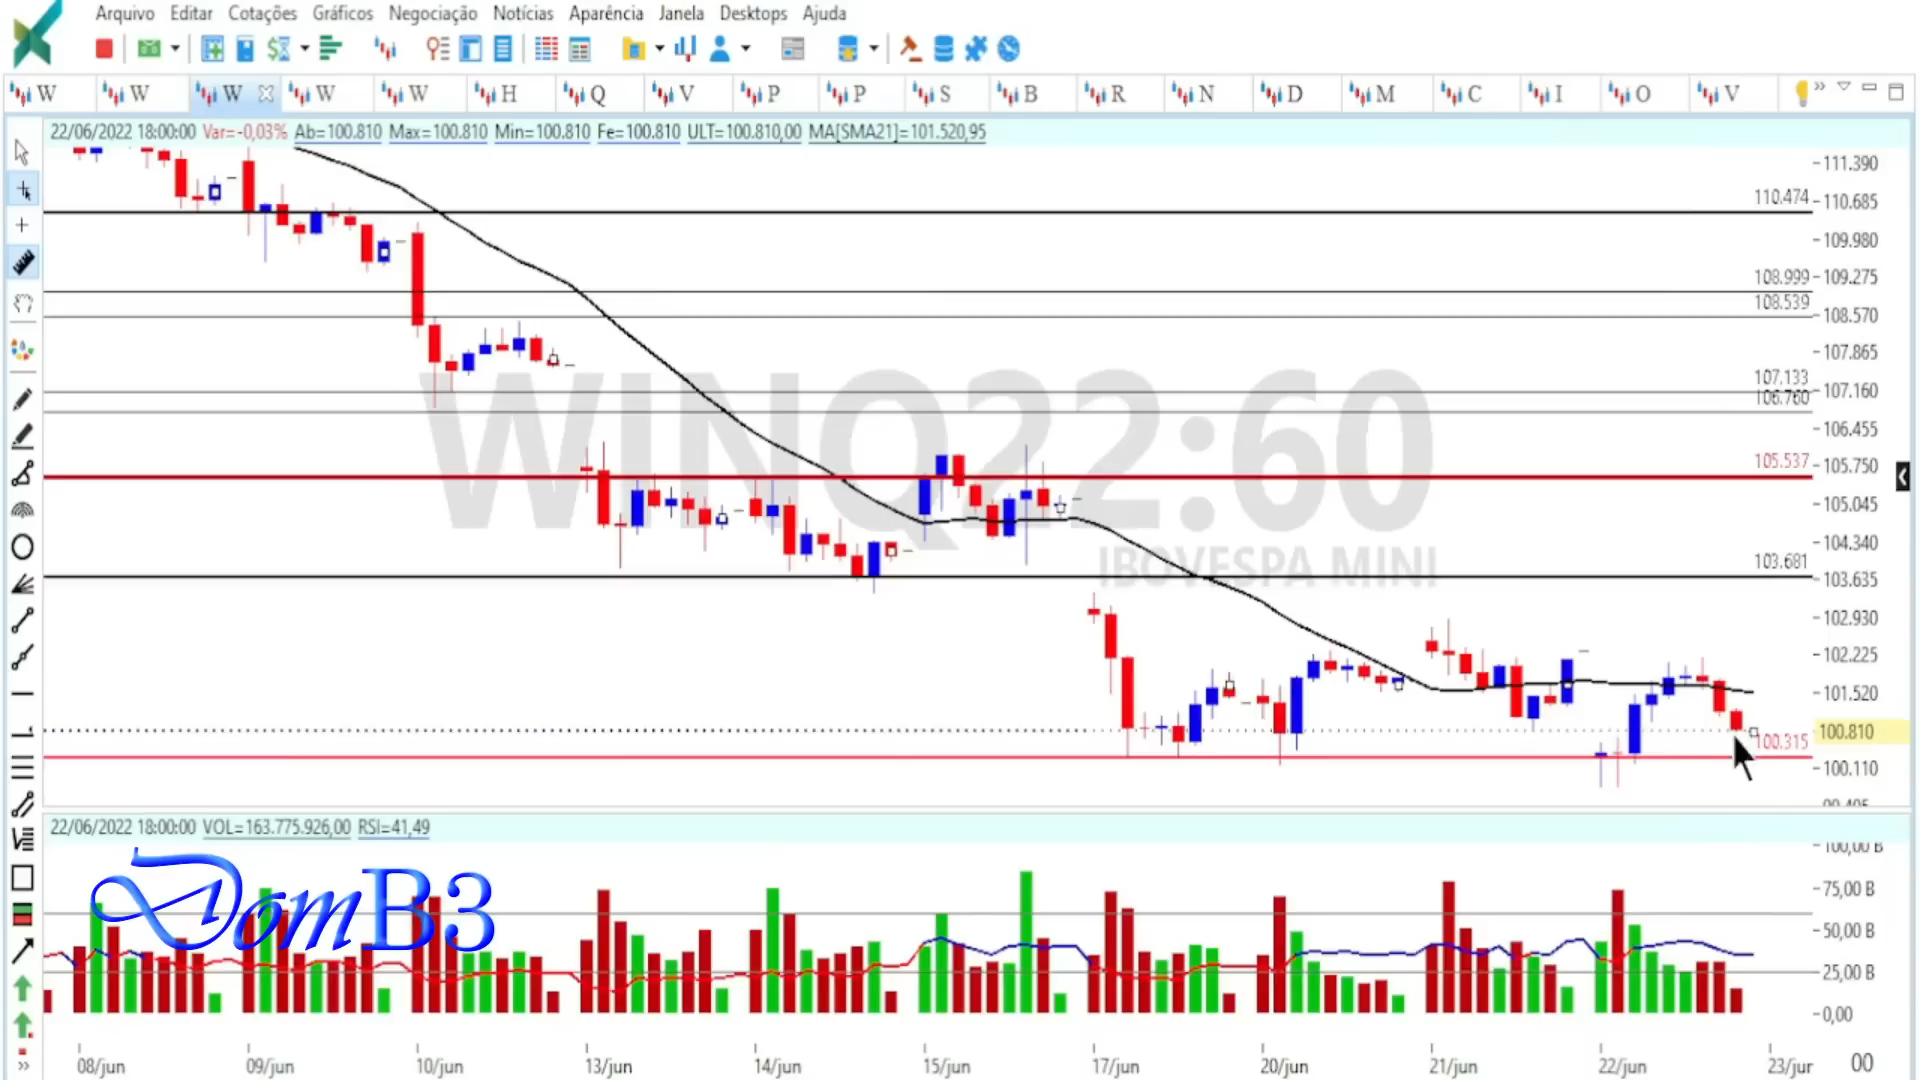 Arquivo Editar Cotações Gráficos Negociação Notícias Aparência Janela Desktops Ajuda
W W W W W H Q V P P S B R N D M C I O V
22/06/2022 18:00:00 Var=-0,03% Ab=100.810 Max=100.810 Min=100.810 Fe=100.810 ULT=100.810,00 MA[SMA21]=101.520,95
111.390
110.474
110.685
109.980
108.999
109.275
108.539
108.570
107.865
107.133
107.160
106.760
106.455
105.537
105.750
105.045
104.340
103.681
103.635
102.930
102.225
101.520
100.810
100.315
100.110
WINQ22:60
IBOVESPA MINI
22/06/2022 18:00:00 VOL=163.775.926,00 RSI=41,49
DomB3
100,00 B
75,00 B
50,00 B
25,00 B
0,00
08/jun 09/jun 10/jun 13/jun 14/jun 15/jun 17/jun 20/jun 21/jun 22/jun 23/jur 00